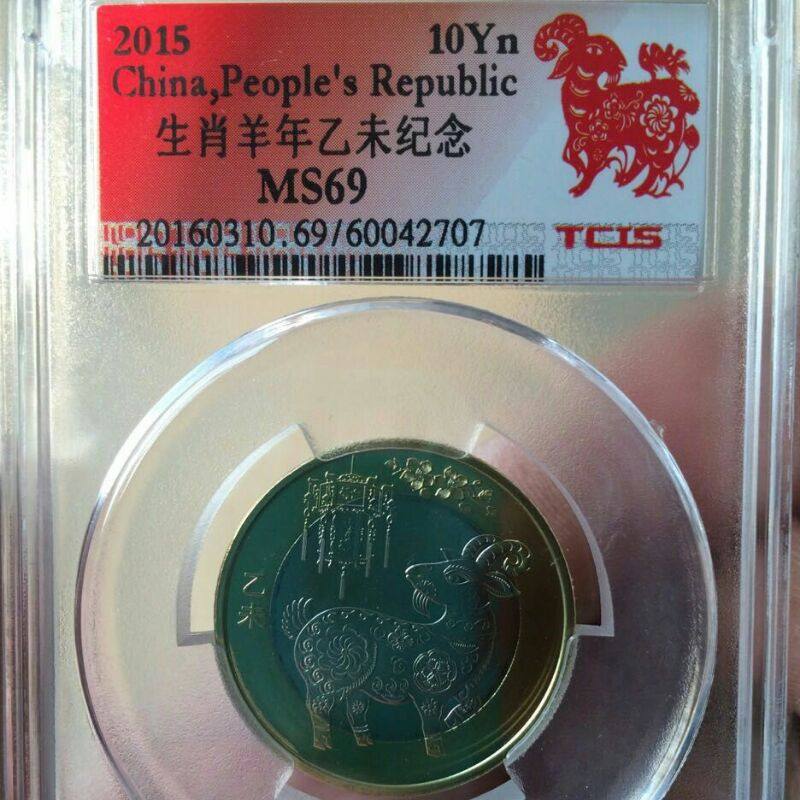 2015 10Yn
China,People's Republic
生肖羊年乙未纪念
MS69
20160310.69/60042707
TCIS
乙
未